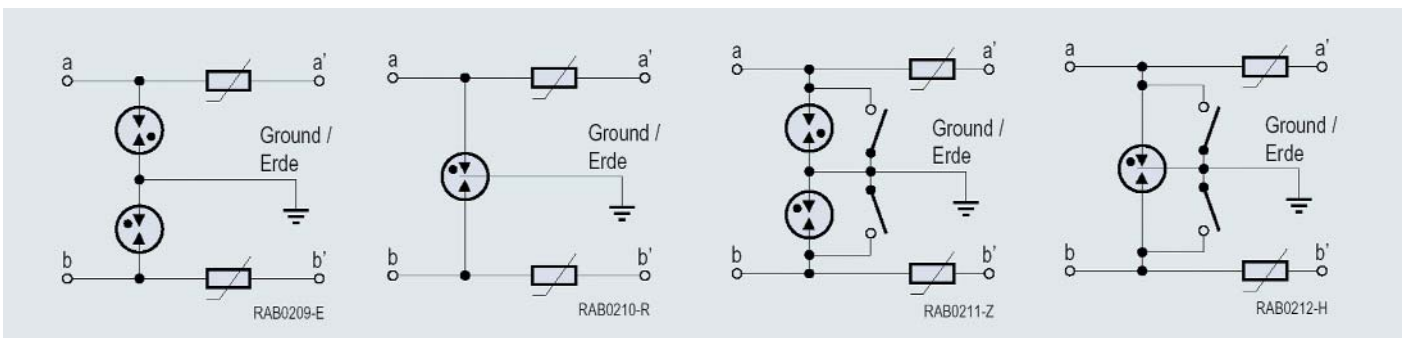 a a'
Ground /
Erde
b b'
RAB0209-E
a a'
Ground /
Erde
b b'
RAB0210-R
a a'
Ground /
Erde
b b'
RAB0211-Z
a a'
Ground /
Erde
b b'
RAB0212-H